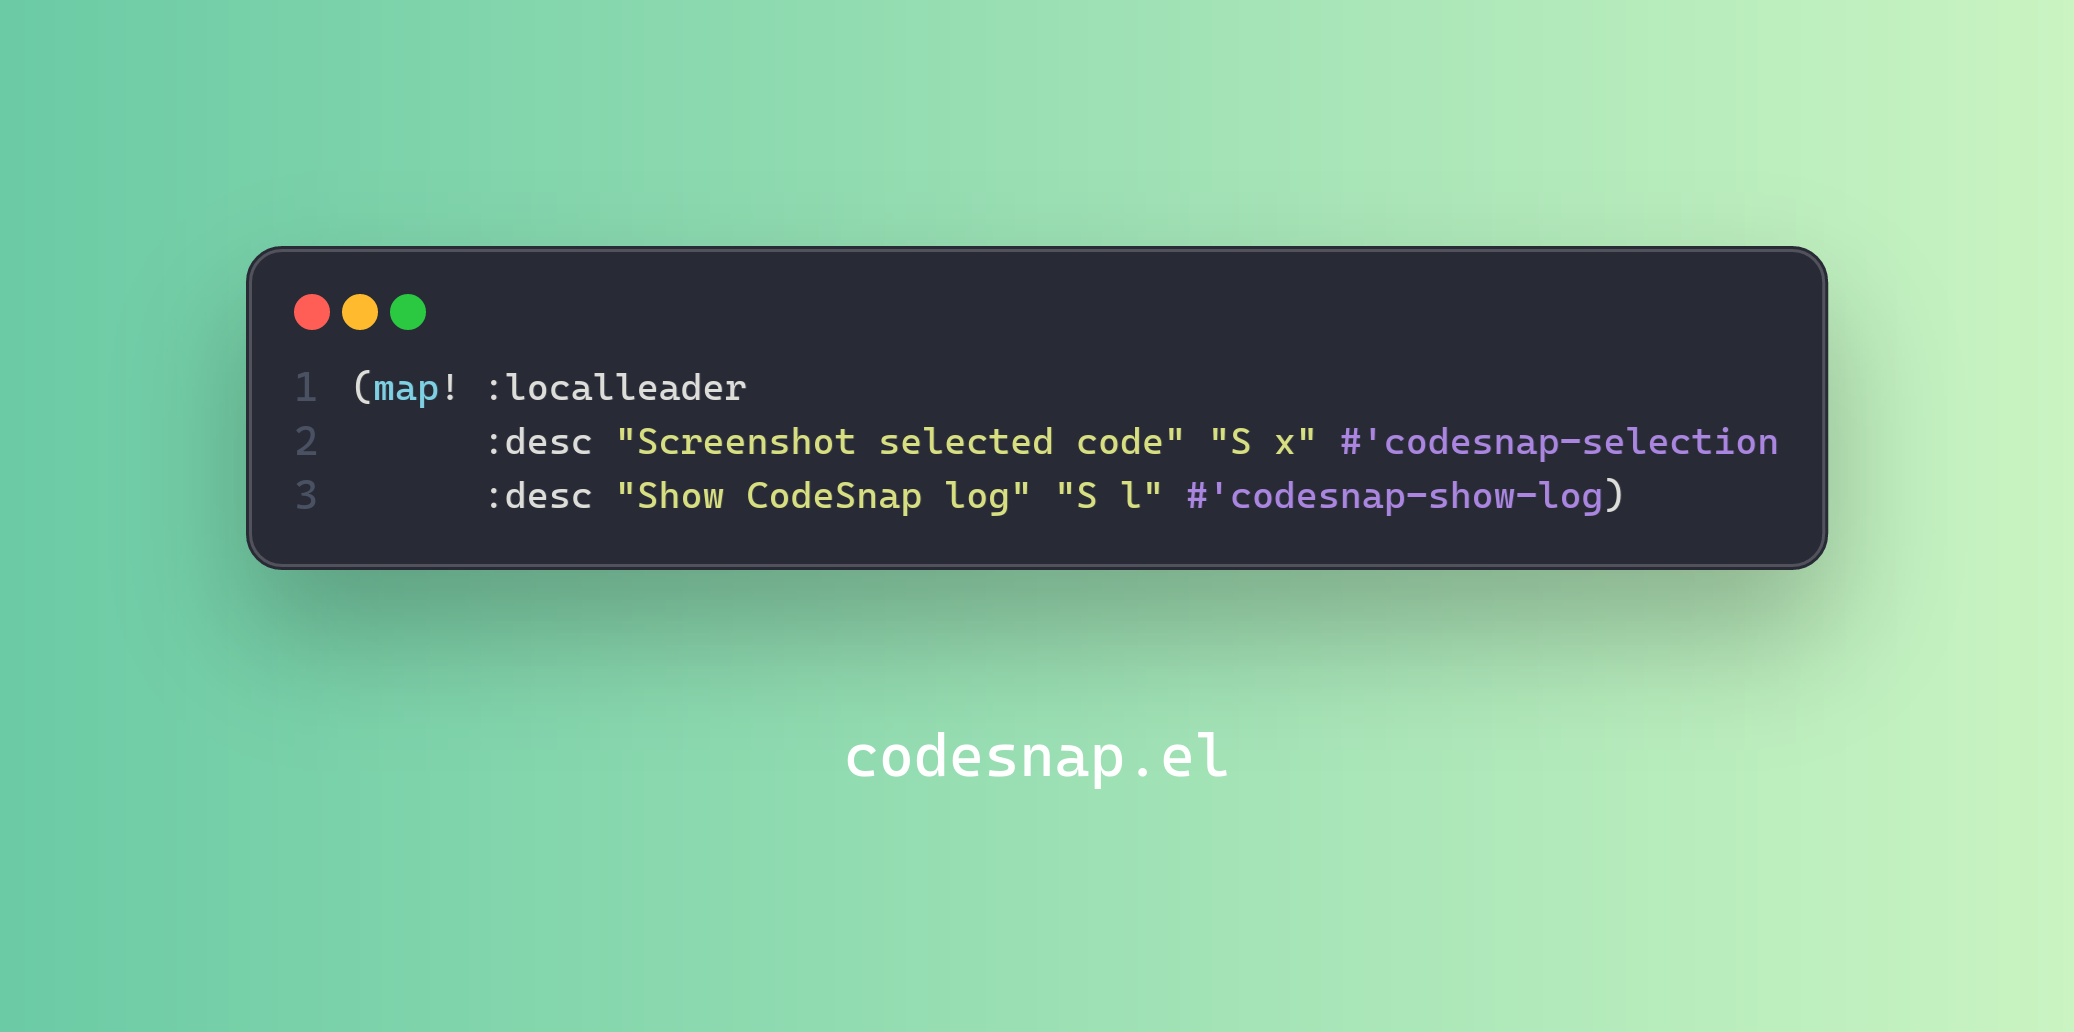 1 (map! :localleader
2       :desc "Screenshot selected code" "S x" #'codesnap-selection
3       :desc "Show CodeSnap log" "S l" #'codesnap-show-log)
codesnap.el